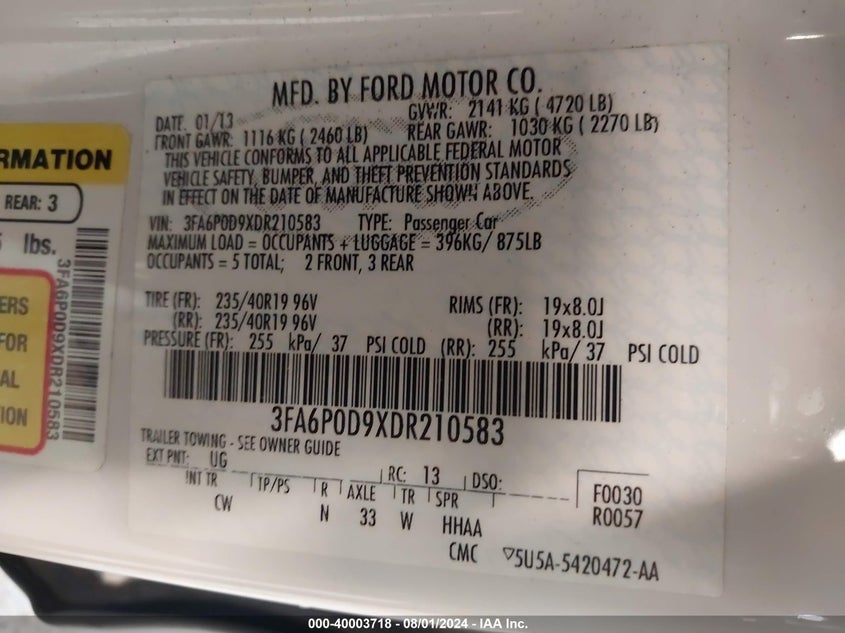 MFD. BY FORD MOTOR CO.
DATE: 01/13 GVWR: 2141 KG ( 4720 LB)
FRONT GAWR: 1116 KG ( 2460 LB) REAR GAWR: 1030 KG ( 2270 LB)
THIS VEHICLE CONFORMS TO ALL APPLICABLE FEDERAL MOTOR
VEHICLE SAFETY, BUMPER, AND THEFT PREVENTION STANDARDS
IN EFFECT ON THE DATE OF MANUFACTURE SHOWN ABOVE.
VIN: 3FA6P0D9XDR210583 TYPE: Passenger Car
MAXIMUM LOAD = OCCUPANTS + LUGGAGE = 396KG/ 875LB
OCCUPANTS = 5 TOTAL; 2 FRONT, 3 REAR
TIRE (FR): 235/40R19 96V RIMS (FR): 19x8.0J
(RR): 235/40R19 96V (RR): 19x8.0J
PRESSURE (FR): 255 kPa/ 37 PSI COLD (RR): 255 kPa/ 37 PSI COLD
3FA6P0D9XDR210583
TRAILER TOWING - SEE OWNER GUIDE
EXT PNT: UG RC: 13 DSO:
INT TR TP/PS R AXLE TR SPR
CW N 33 W HHAA
F0030
R0057
CMC 5U5A-5420472-AA
RMATION
REAR: 3
lbs.
3FA6P0D9XDR210583
ERS
FOR
AL
ION
000-40003718 - 08/01/2024 - IAA Inc.